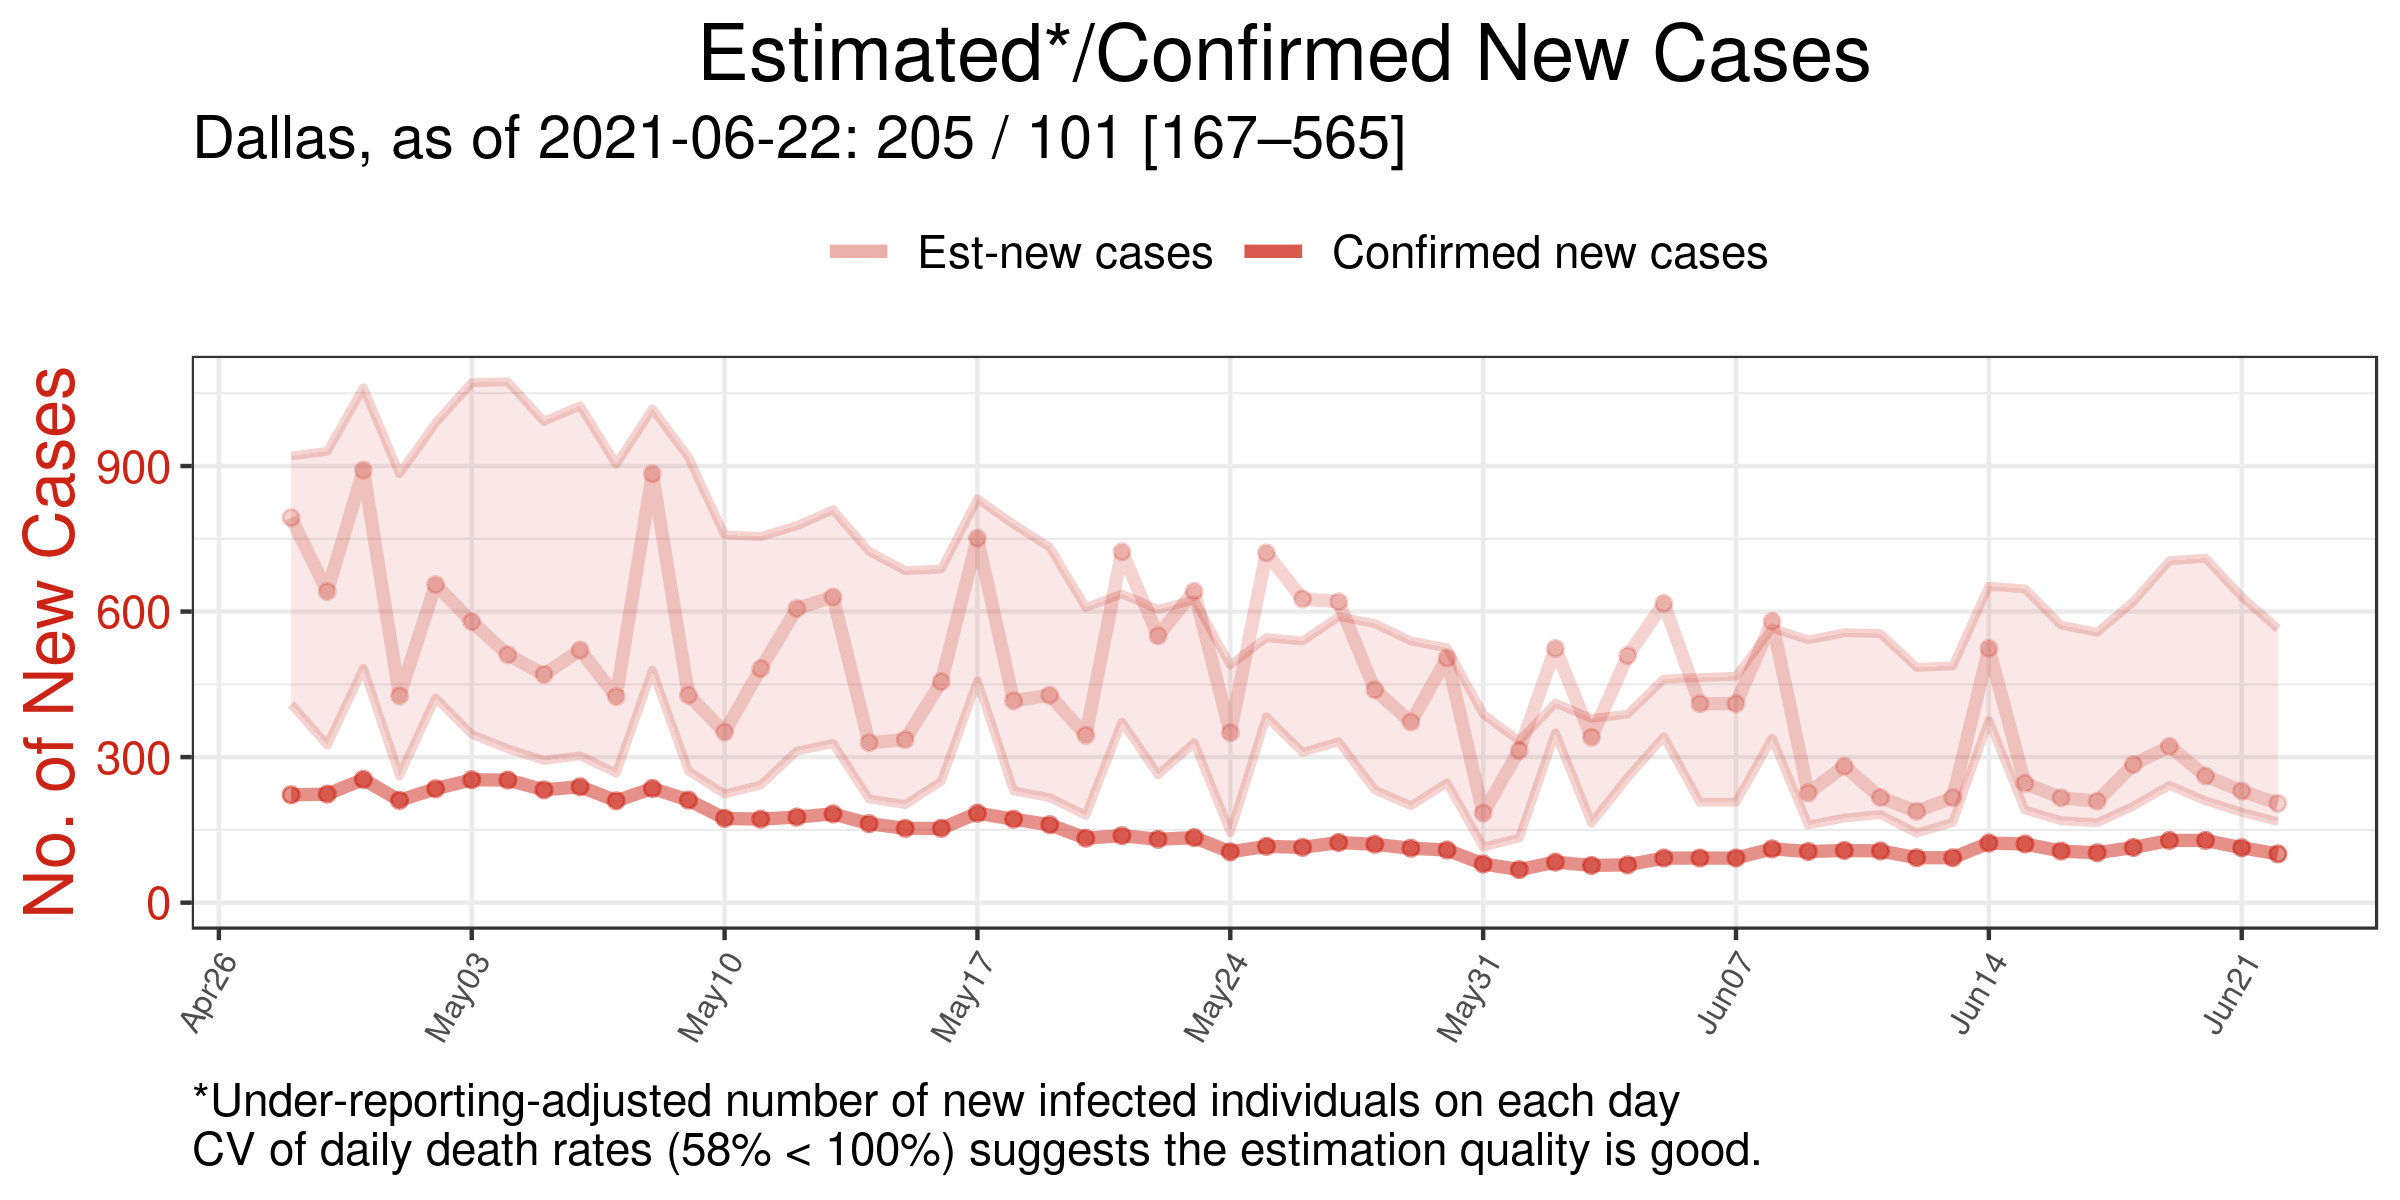 Estimated*/Confirmed New Cases
Dallas, as of 2021-06-22: 205 / 101 [167–565]
Est-new cases
Confirmed new cases
No. of New Cases
900
600
300
0
Apr26
May03
May10
May17
May24
May31
Jun07
Jun14
Jun21
*Under-reporting-adjusted number of new infected individuals on each day
CV of daily death rates (58% < 100%) suggests the estimation quality is good.